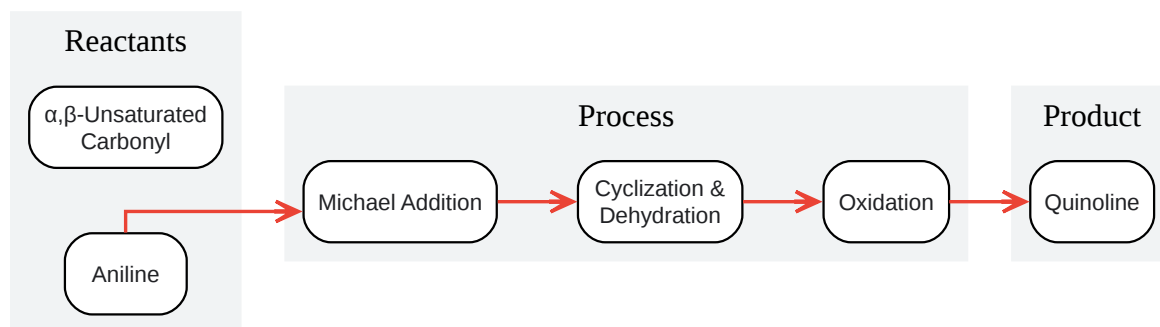 Reactants
α,β-Unsaturated
Carbonyl
Aniline
Process
Michael Addition
Cyclization &
Dehydration
Oxidation
Product
Quinoline